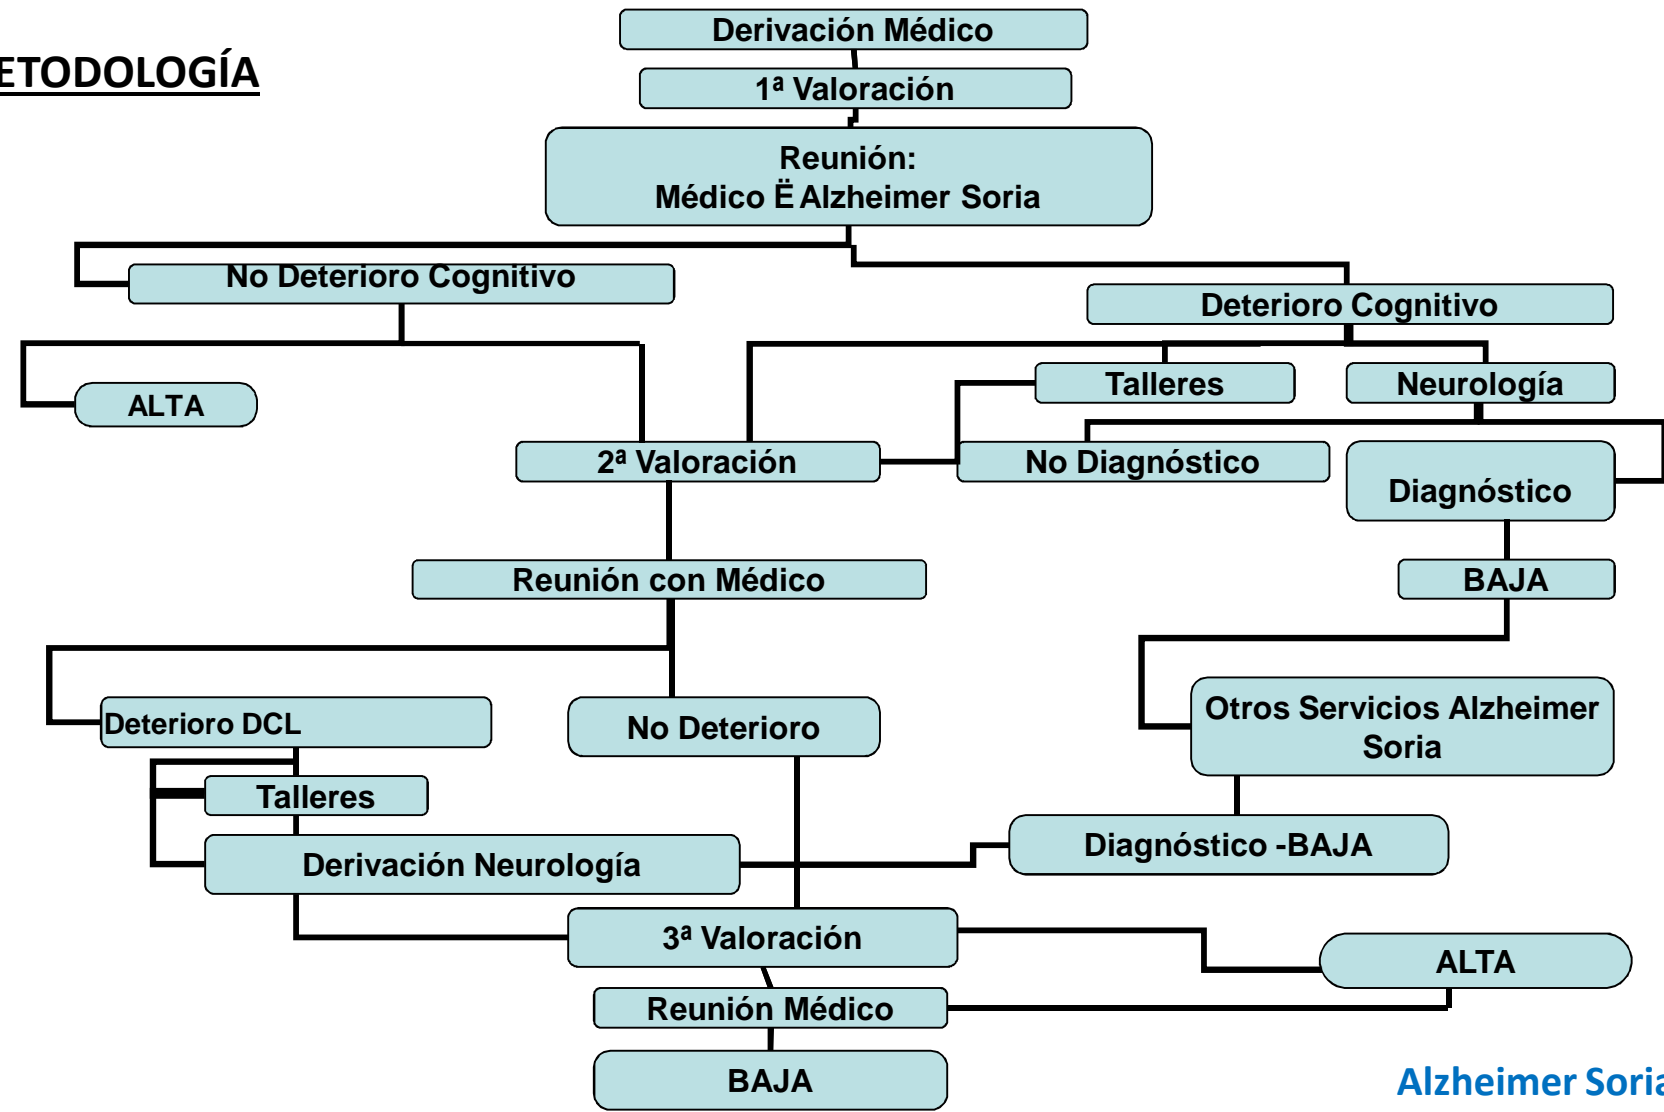 Derivación Médico
ETODOLOGÍA
1ª Valoración
Reunión:
Médico Ë Alzheimer Soria
No Deterioro Cognitivo
Deterioro Cognitivo
Talleres
Neurología
ALTA
2ª Valoración
No Diagnóstico
Diagnóstico
Reunión con Médico
BAJA
Deterioro DCL
No Deterioro
Otros Servicios Alzheimer
Soria
Talleres
Derivación Neurología
Diagnóstico -BAJA
3ª Valoración
ALTA
Reunión Médico
BAJA
Alzheimer Soria